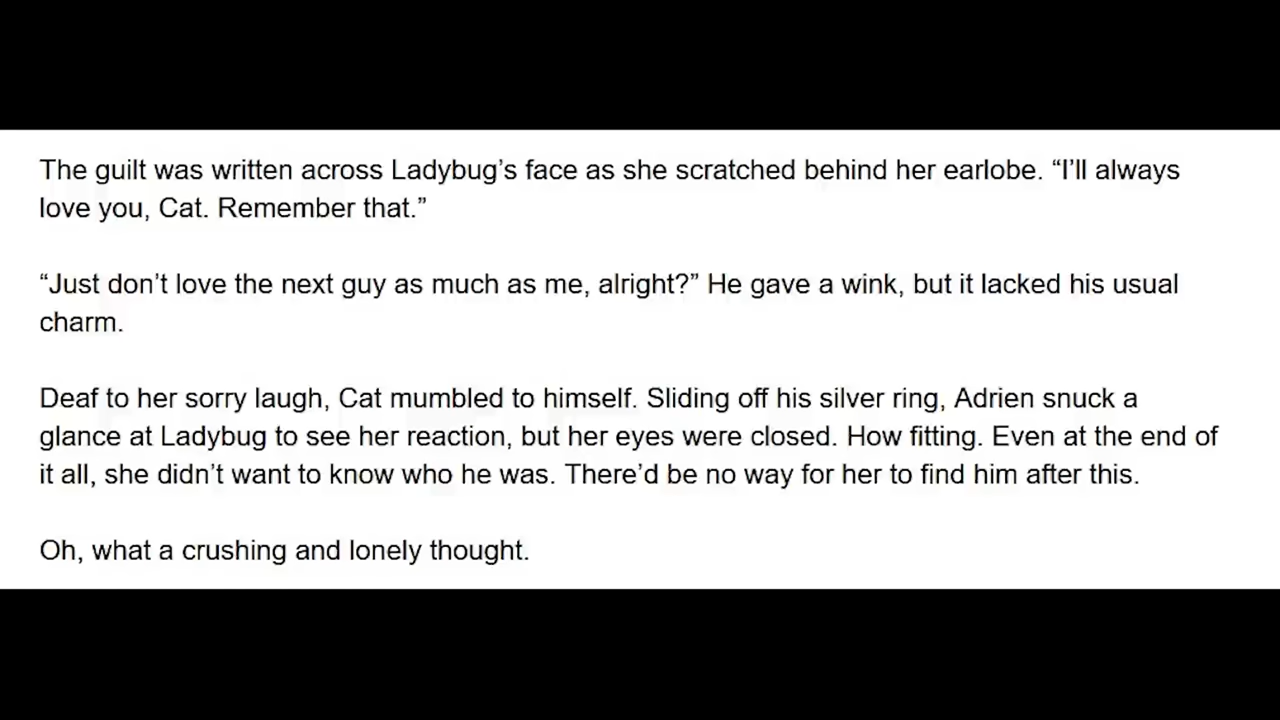 The guilt was written across Ladybug’s face as she scratched behind her earlobe. “I’ll always
love you, Cat. Remember that.”
“Just don’t love the next guy as much as me, alright?” He gave a wink, but it lacked his usual
charm.
Deaf to her sorry laugh, Cat mumbled to himself. Sliding off his silver ring, Adrien snuck a
glance at Ladybug to see her reaction, but her eyes were closed. How fitting. Even at the end of
it all, she didn’t want to know who he was. There’d be no way for her to find him after this.
Oh, what a crushing and lonely thought.